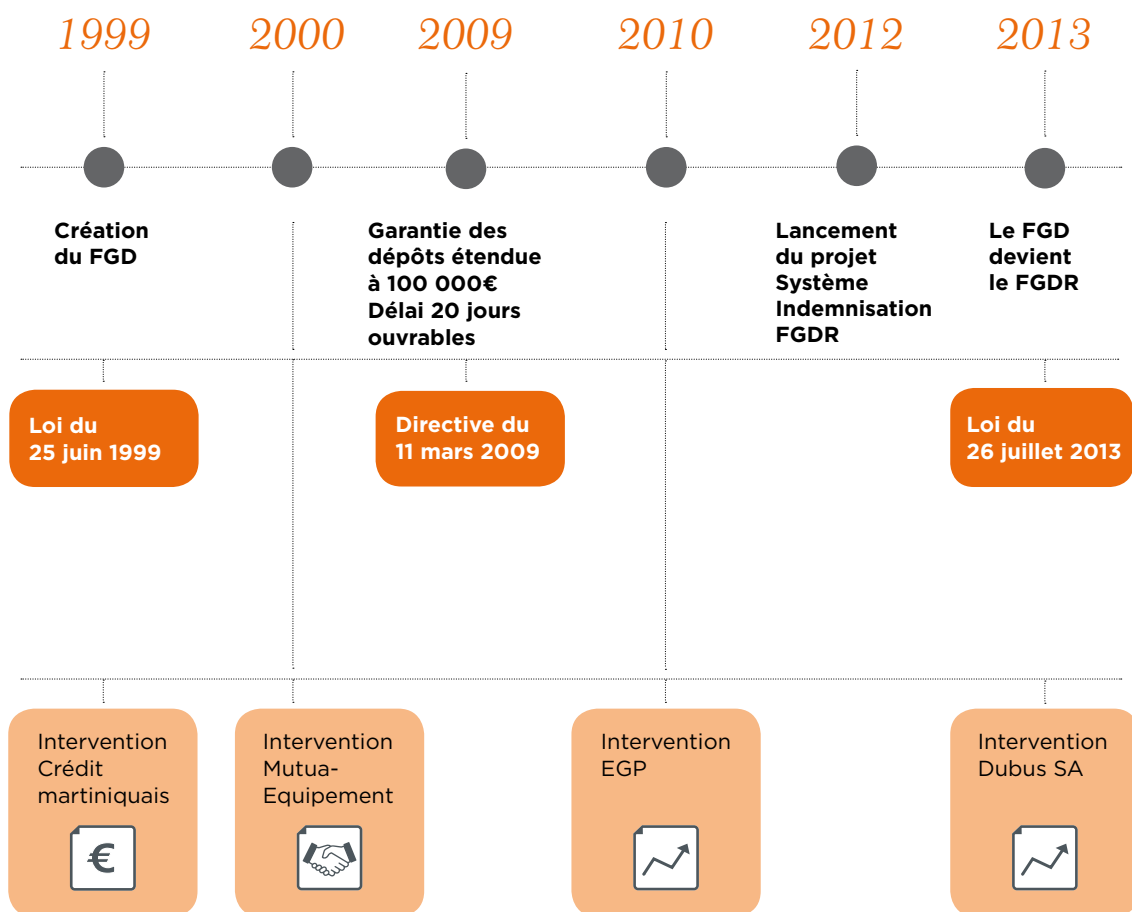 1999
2000
2009
2010
2012
2013
Création
du FGD
Garantie des
dépôts étendue
à 100 000€
Délai 20 jours
ouvrables
Lancement
du projet
Système
Indemnisation
FGDR
Le FGD
devient
le FGDR
Loi du
25 juin 1999
Directive du
11 mars 2009
Loi du
26 juillet 2013
Intervention
Crédit
martiniquais
€
Intervention
Mutua-
Equipement
Intervention
EGP
Intervention
Dubus SA